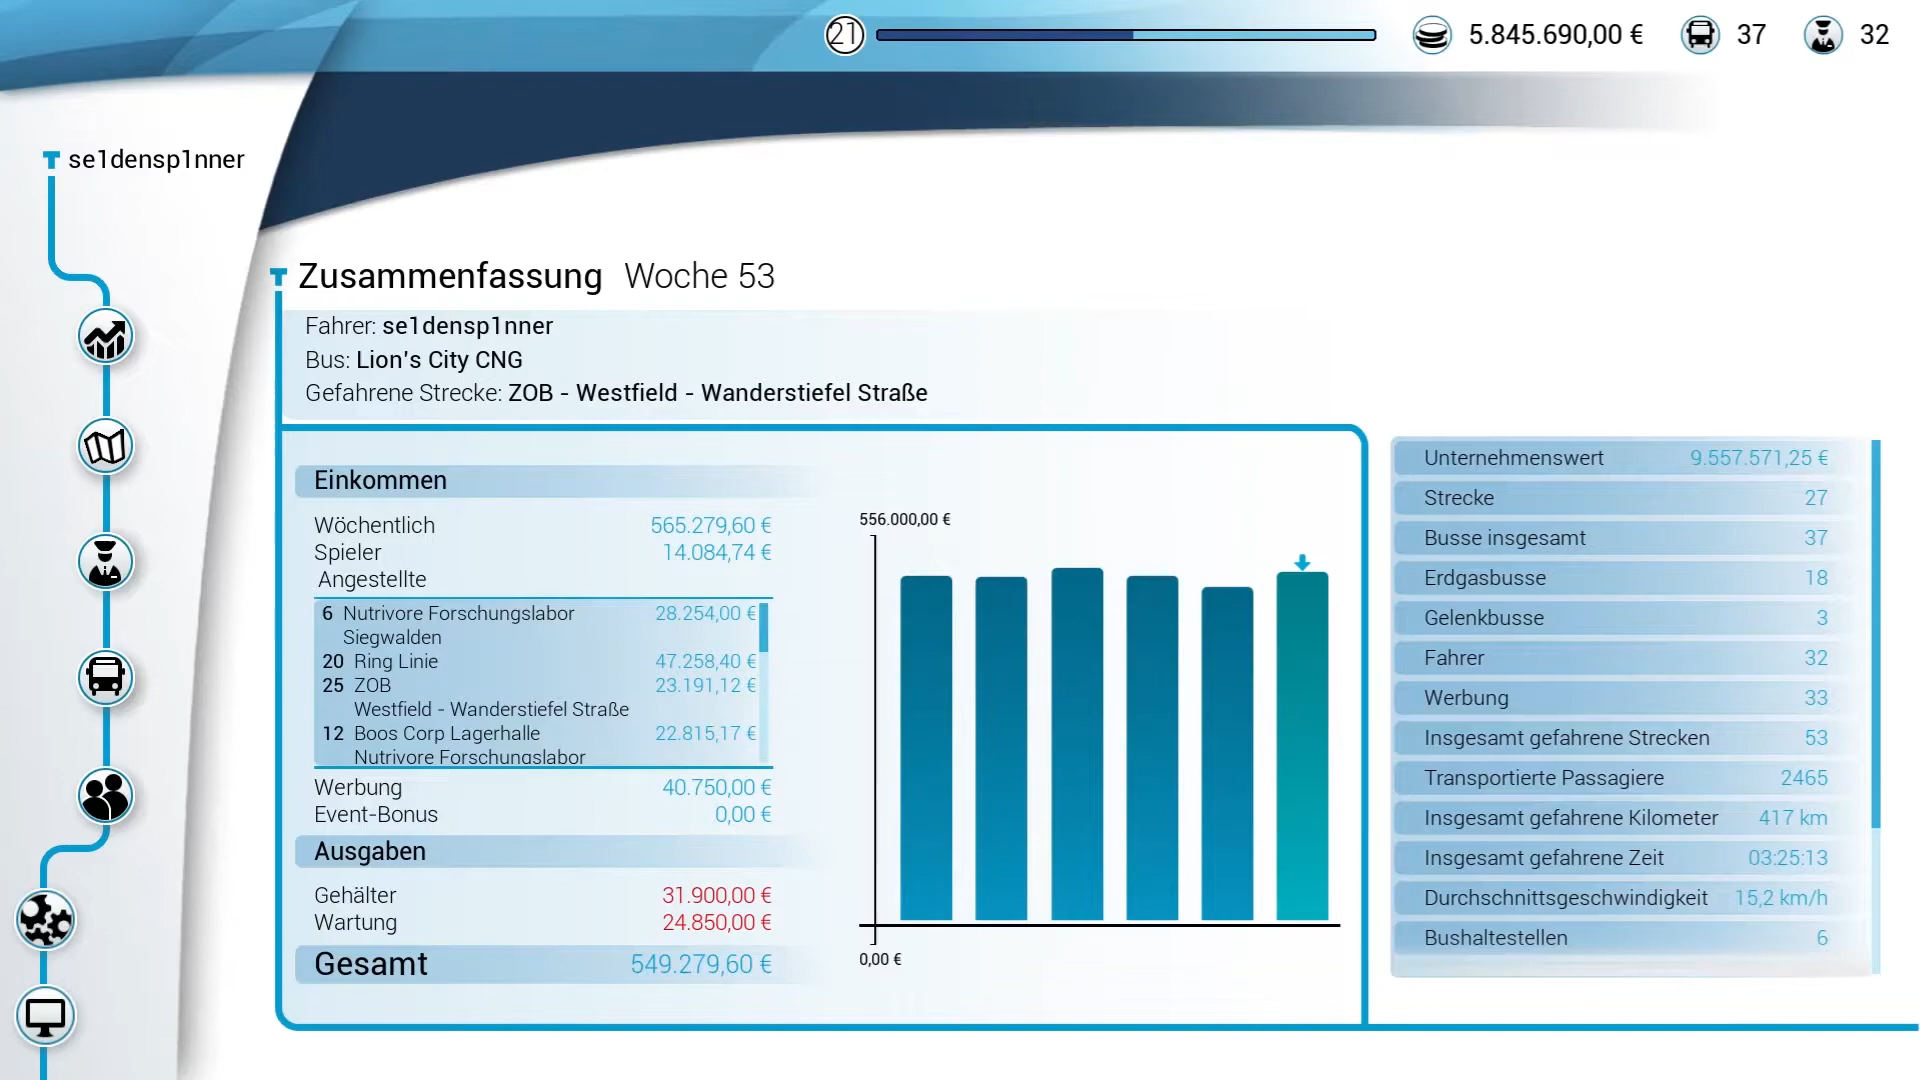 21
5.845.690,00 €
37
32
se1densp1nner
Zusammenfassung Woche 53
Fahrer: se1densp1nner
Bus: Lion's City CNG
Gefahrene Strecke: ZOB - Westfield - Wanderstiefel Straße
Einkommen
Wöchentlich 565.279,60 €
Spieler 14.084,74 €
Angestellte
6 Nutrivore Forschungslabor 28.254,00 €
Siegwalden
20 Ring Linie 47.258,40 €
25 ZOB 23.191,12 €
Westfield - Wanderstiefel Straße
12 Boos Corp Lagerhalle 22.815,17 €
Nutrivore Forschungslabor
Werbung 40.750,00 €
Event-Bonus 0,00 €
Ausgaben
Gehälter 31.900,00 €
Wartung 24.850,00 €
Gesamt 549.279,60 €
556.000,00 €
0,00 €
Unternehmenswert 9.557.571,25 €
Strecke 27
Busse insgesamt 37
Erdgasbusse 18
Gelenkbusse 3
Fahrer 32
Werbung 33
Insgesamt gefahrene Strecken 53
Transportierte Passagiere 2465
Insgesamt gefahrene Kilometer 417 km
Insgesamt gefahrene Zeit 03:25:13
Durchschnittsgeschwindigkeit 15,2 km/h
Bushaltestellen 6